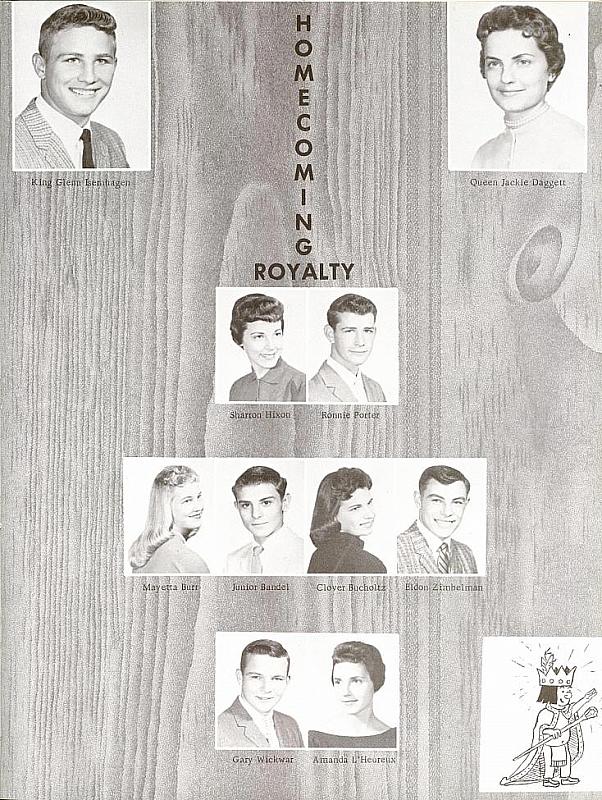 HOMECOMING
ROYALTY
King Glenn Isernhagen
Queen Jackie Daggett
Sharron Hixon
Ronnie Porter
Mayetta Burr
Junior Bandel
Clover Bucholtz
Eldon Zimbelman
Gary Wickwar
Amanda L'Heureux